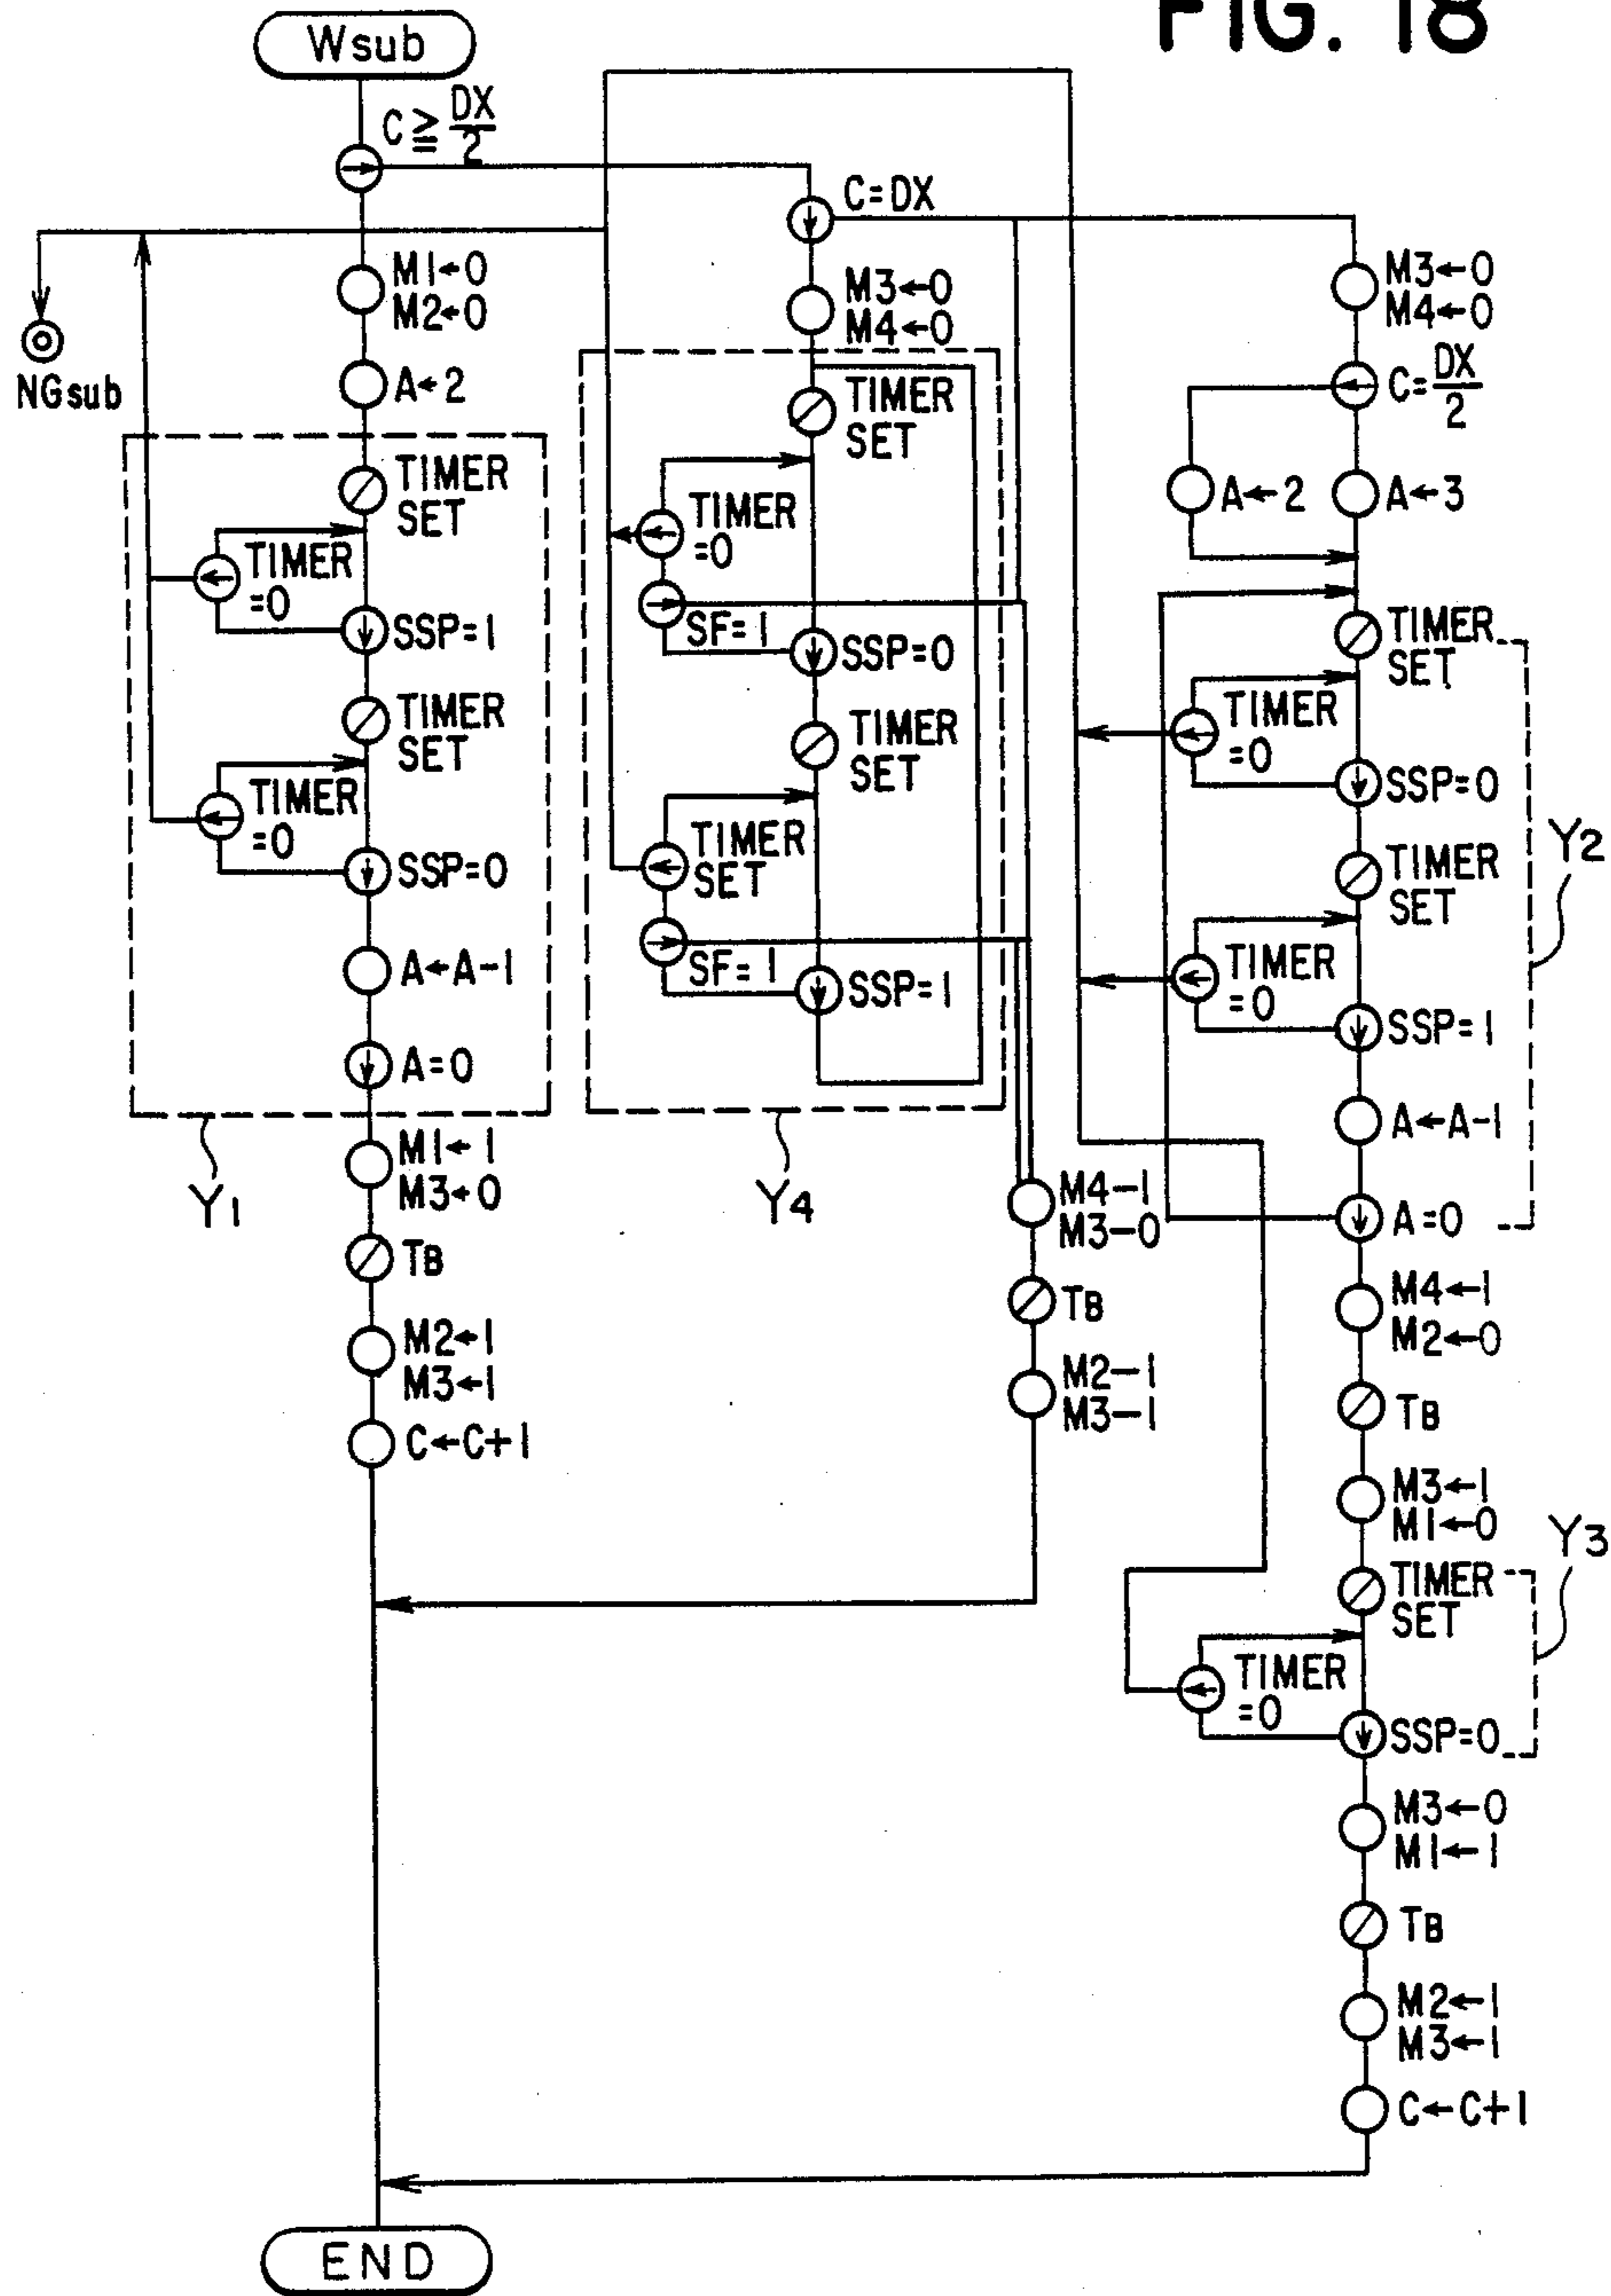 FIG. 18
Wsub
C ≧ DX/2
C=DX
M1←0
M2←0
NGsub
A←2
TIMER
SET
TIMER
=0
SSP=1
TIMER
SET
TIMER
=0
SSP=0
A←A-1
A=0
Y1
M1←1
M3←0
TB
M2←1
M3←1
C←C+1
M3←0
M4←0
TIMER
SET
TIMER
=0
SF=1
SSP=0
TIMER
SET
TIMER
SET
SF=1
SSP=1
Y4
M4-1
M3-0
TB
M2-1
M3-1
M3←0
M4←0
C=DX/2
A←2
A←3
TIMER
SET
TIMER
=0
SSP=0
TIMER
SET
TIMER
=0
SSP=1
A←A-1
A=0
Y2
M4←1
M2←0
TB
M3←1
M1←0
TIMER
SET
TIMER
=0
SSP=0
Y3
M3←0
M1←1
TB
M2←1
M3←1
C←C+1
END